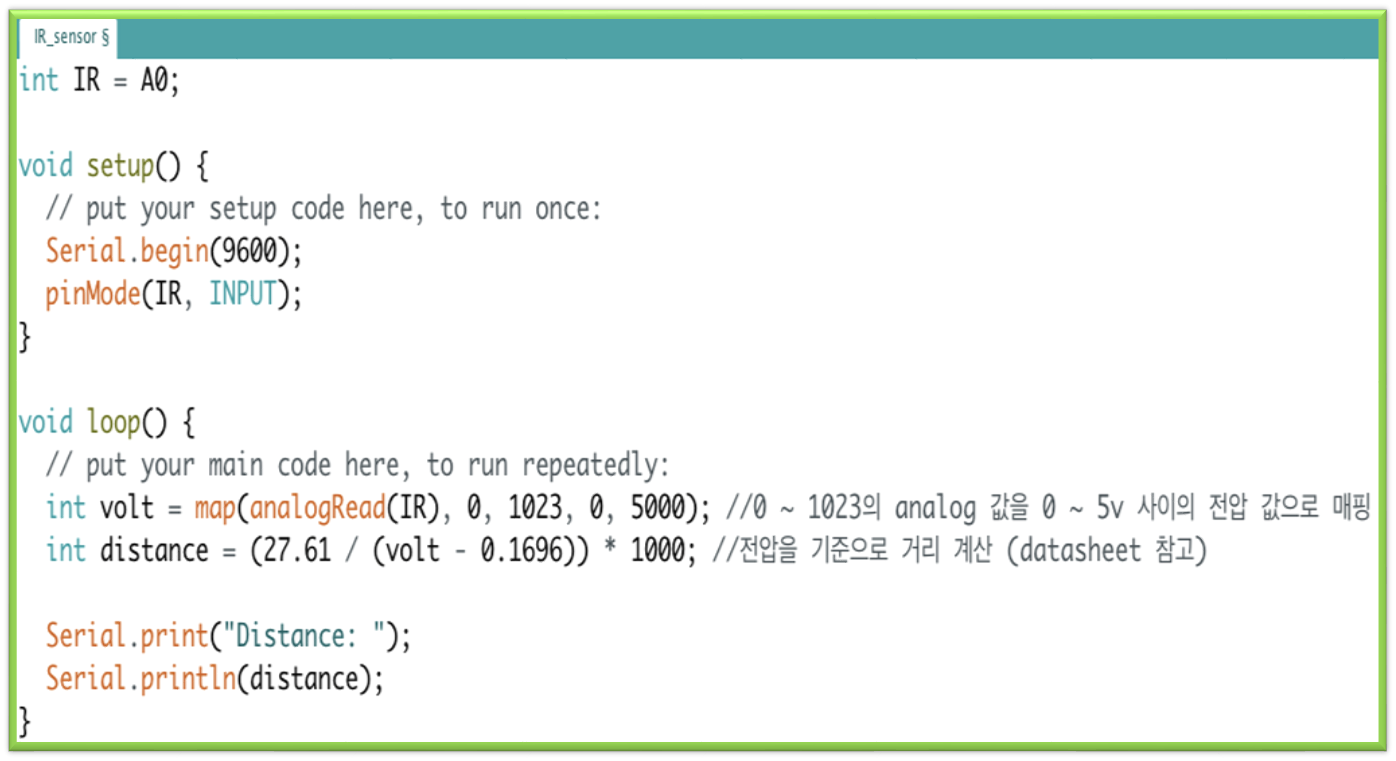 IR_sensor §
int IR = A0;
void setup() {
// put your setup code here, to run once:
Serial.begin(9600);
pinMode(IR, INPUT);
}
void loop() {
// put your main code here, to run repeatedly:
int volt = map(analogRead(IR), 0, 1023, 0, 5000); //0 ~ 1023의 analog 값을 0 ~ 5v 사이의 전압 값으로 매핑
int distance = (27.61 / (volt - 0.1696)) * 1000; //전압을 기준으로 거리 계산 (datasheet 참고)
Serial.print("Distance: ");
Serial.println(distance);
}